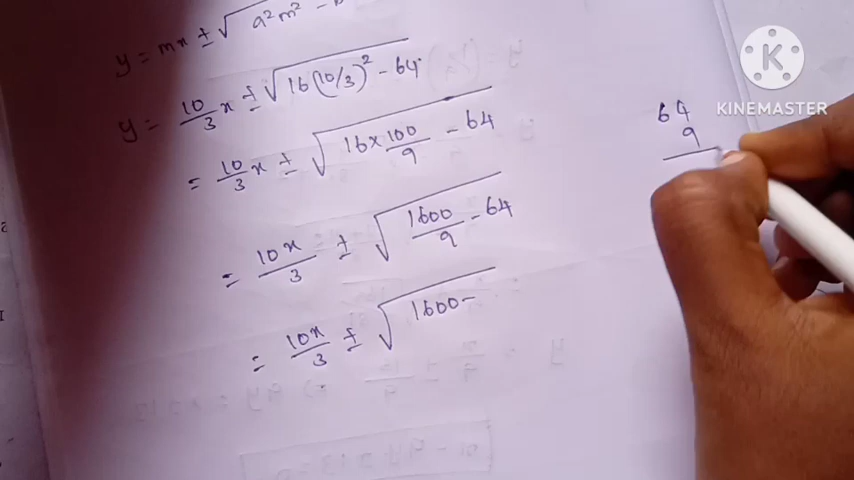 y = mx ± √ a²m² -
y = 10/3 x ± √ 16(10/3)² - 64
= 10/3 x ± √ 16 x 100/9 - 64
= 10x/3 ± √ 1600/9 - 64
= 10x/3 ± √ 1600 -
64
9
K
KINEMASTER